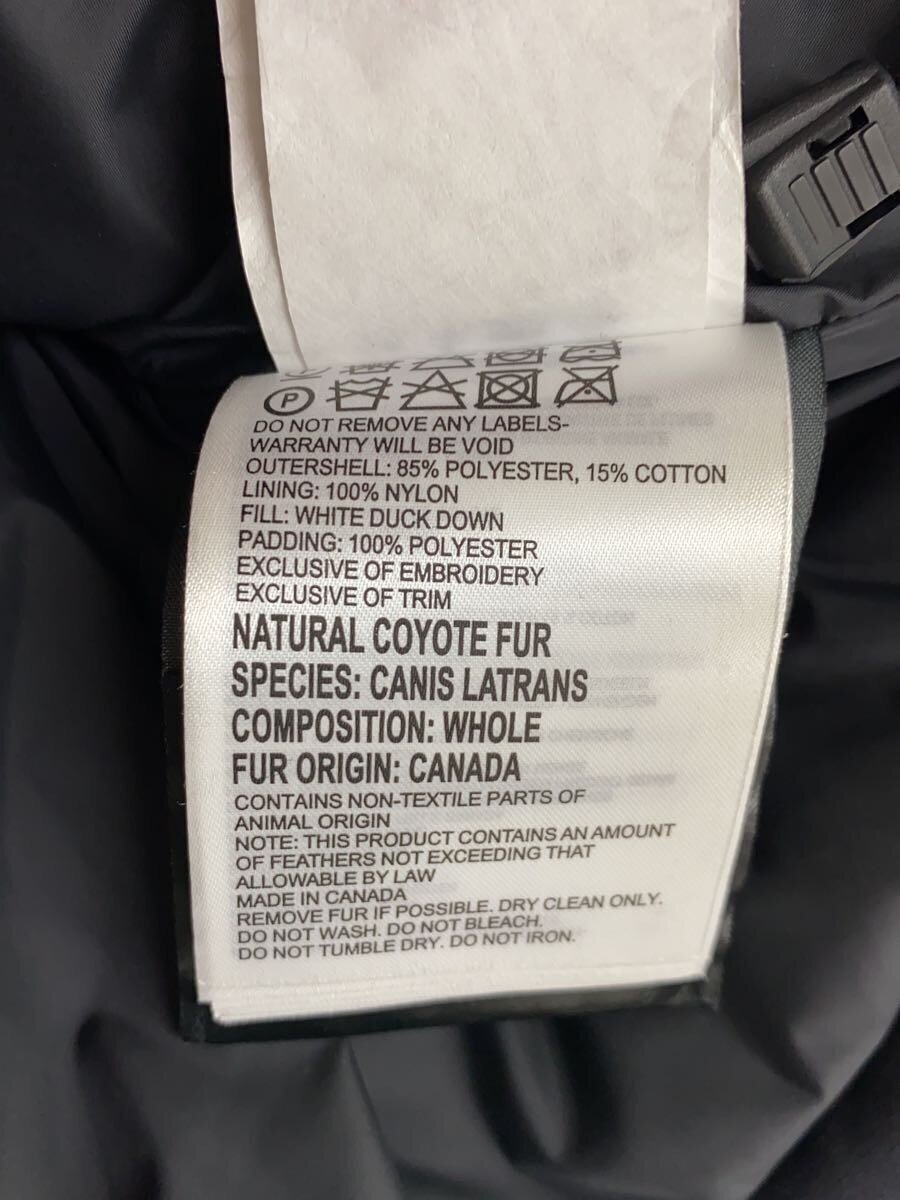 P
DO NOT REMOVE ANY LABELS-
WARRANTY WILL BE VOID
OUTERSHELL: 85% POLYESTER, 15% COTTON
LINING: 100% NYLON
FILL: WHITE DUCK DOWN
PADDING: 100% POLYESTER
EXCLUSIVE OF EMBROIDERY
EXCLUSIVE OF TRIM
NATURAL COYOTE FUR
SPECIES: CANIS LATRANS
COMPOSITION: WHOLE
FUR ORIGIN: CANADA
CONTAINS NON-TEXTILE PARTS OF
ANIMAL ORIGIN
NOTE: THIS PRODUCT CONTAINS AN AMOUNT
OF FEATHERS NOT EXCEEDING THAT
ALLOWABLE BY LAW
MADE IN CANADA
REMOVE FUR IF POSSIBLE. DRY CLEAN ONLY.
DO NOT WASH. DO NOT BLEACH.
DO NOT TUMBLE DRY. DO NOT IRON.